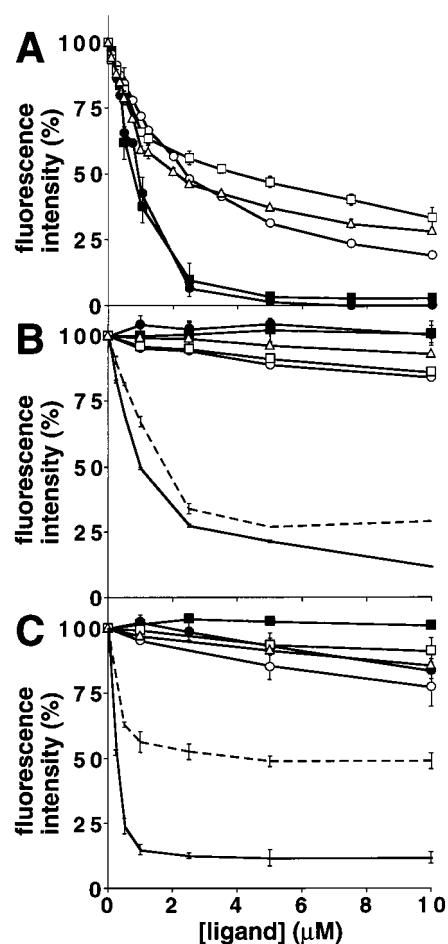 A
fluorescence
intensity (%)
100
75
50
25
0
B
fluorescence
intensity (%)
100
75
50
25
0
C
fluorescence
intensity (%)
100
75
50
25
0
0 2 4 6 8 10
[ligand] (μM)